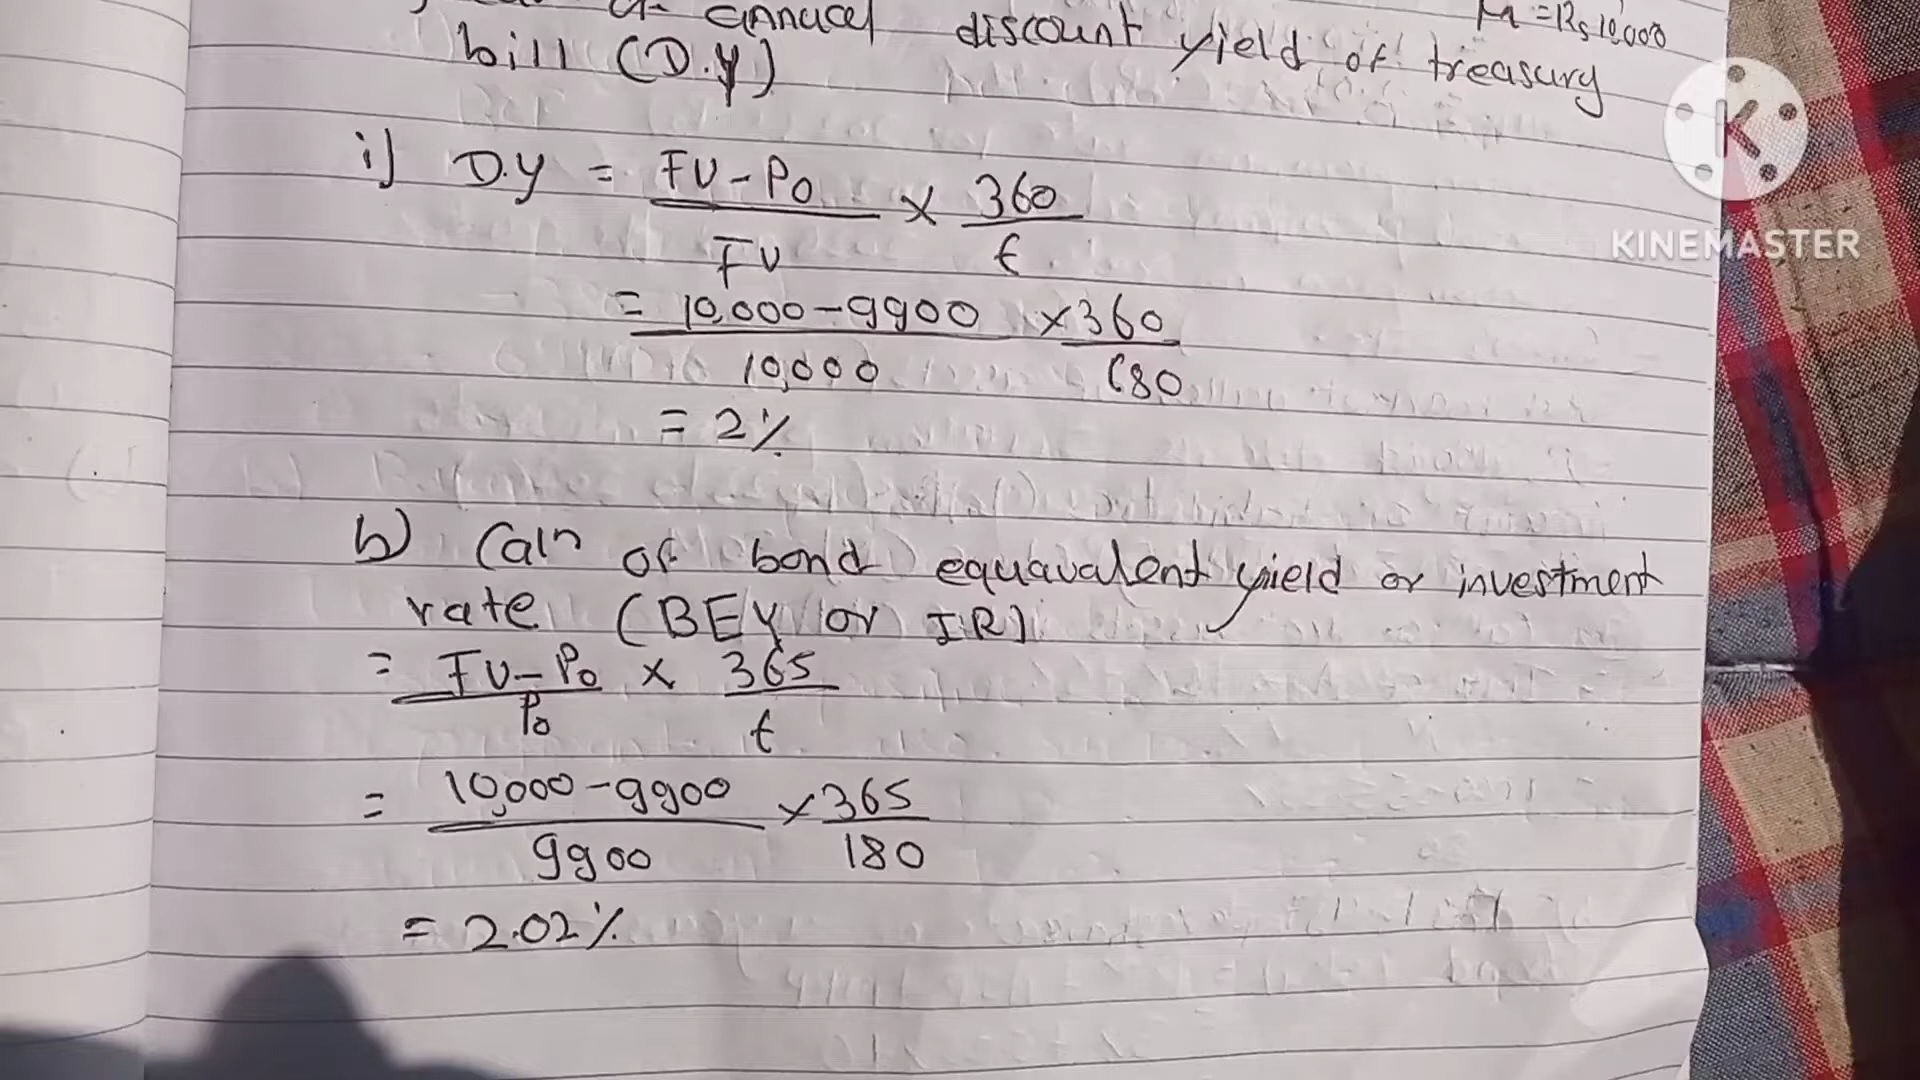 annual discount yield of treasury
M = Rs 10,000
bill (D.Y)
i) D.Y = FV - P0 × 360
FV t
= 10,000 - 9900 × 360
10,000 180
= 2%
b) Caln of bond equavalent yield or investment
rate (BEY or IR)
= FV - P0 × 365
P0 t
= 10,000 - 9900 × 365
9900 180
= 2.02%
KINEMASTER